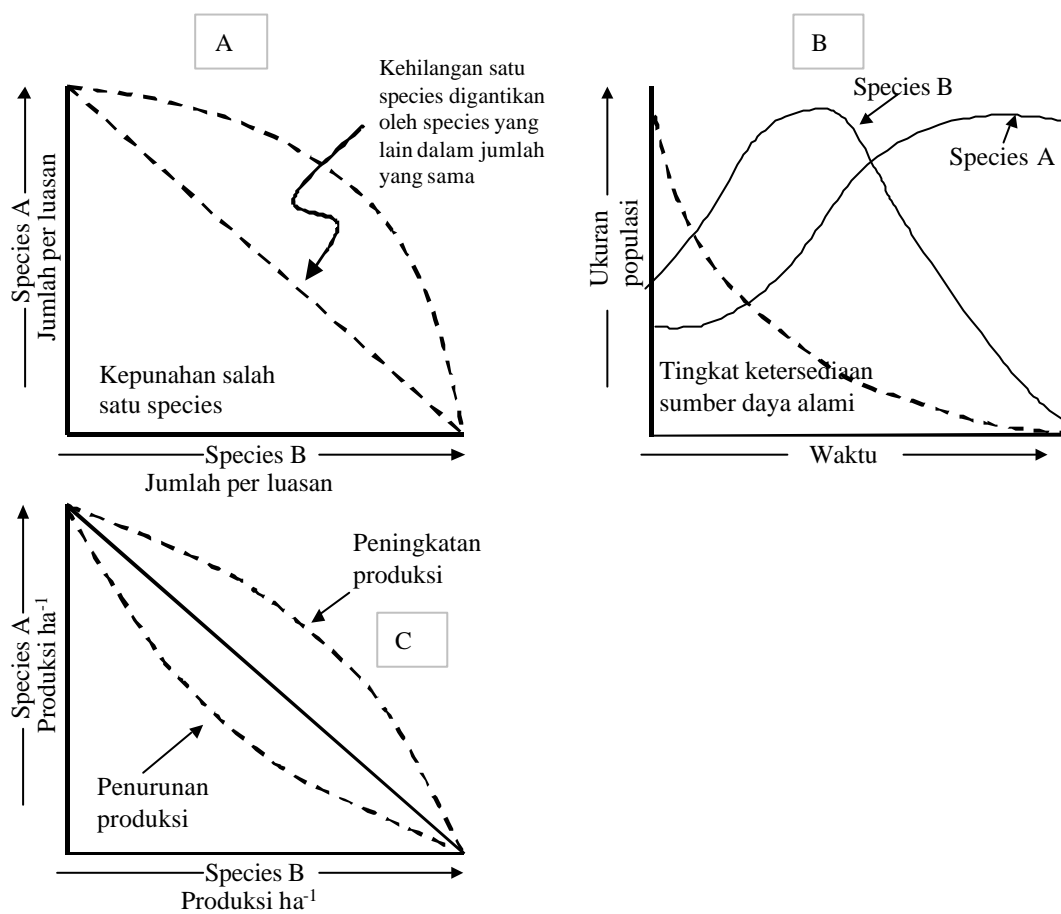 A
Kehilangan satu
species digantikan
oleh species yang
lain dalam jumlah
yang sama
Species A
Jumlah per luasan
Kepunahan salah
satu species
Species B
Jumlah per luasan
B
Species B
Species A
Ukuran
populasi
Tingkat ketersediaan
sumber daya alami
Waktu
Peningkatan
produksi
C
Species A
Produksi ha⁻¹
Penurunan
produksi
Species B
Produksi ha⁻¹